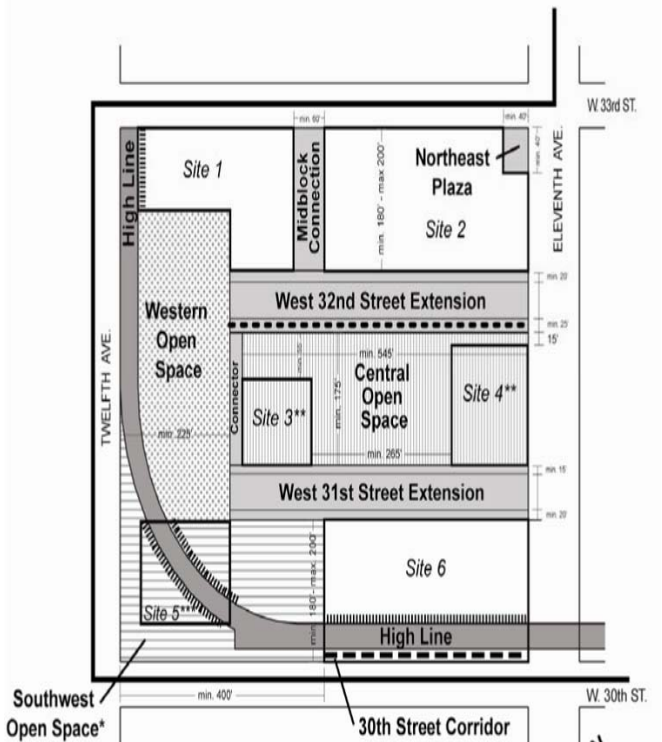 W. 33rd ST.
min. 60'
min. 40'
min. 40'
High Line
Site 1
Midblock
Connection
min. 180' - max 200'
Northeast
Plaza
Site 2
ELEVENTH AVE.
min. 20'
West 32nd Street Extension
min. 25'
15'
Western
Open
Space
TWELFTH AVE.
min. 225'
Connector
min. 545'
Central
Open
Space
min. 175'
Site 3**
Site 4**
min. 265'
min. 15'
West 31st Street Extension
min. 20'
min. 180' - max. 200'
Site 6
Site 5***
High Line
W. 30th ST.
min. 400'
Southwest
Open Space*
30th Street Corridor